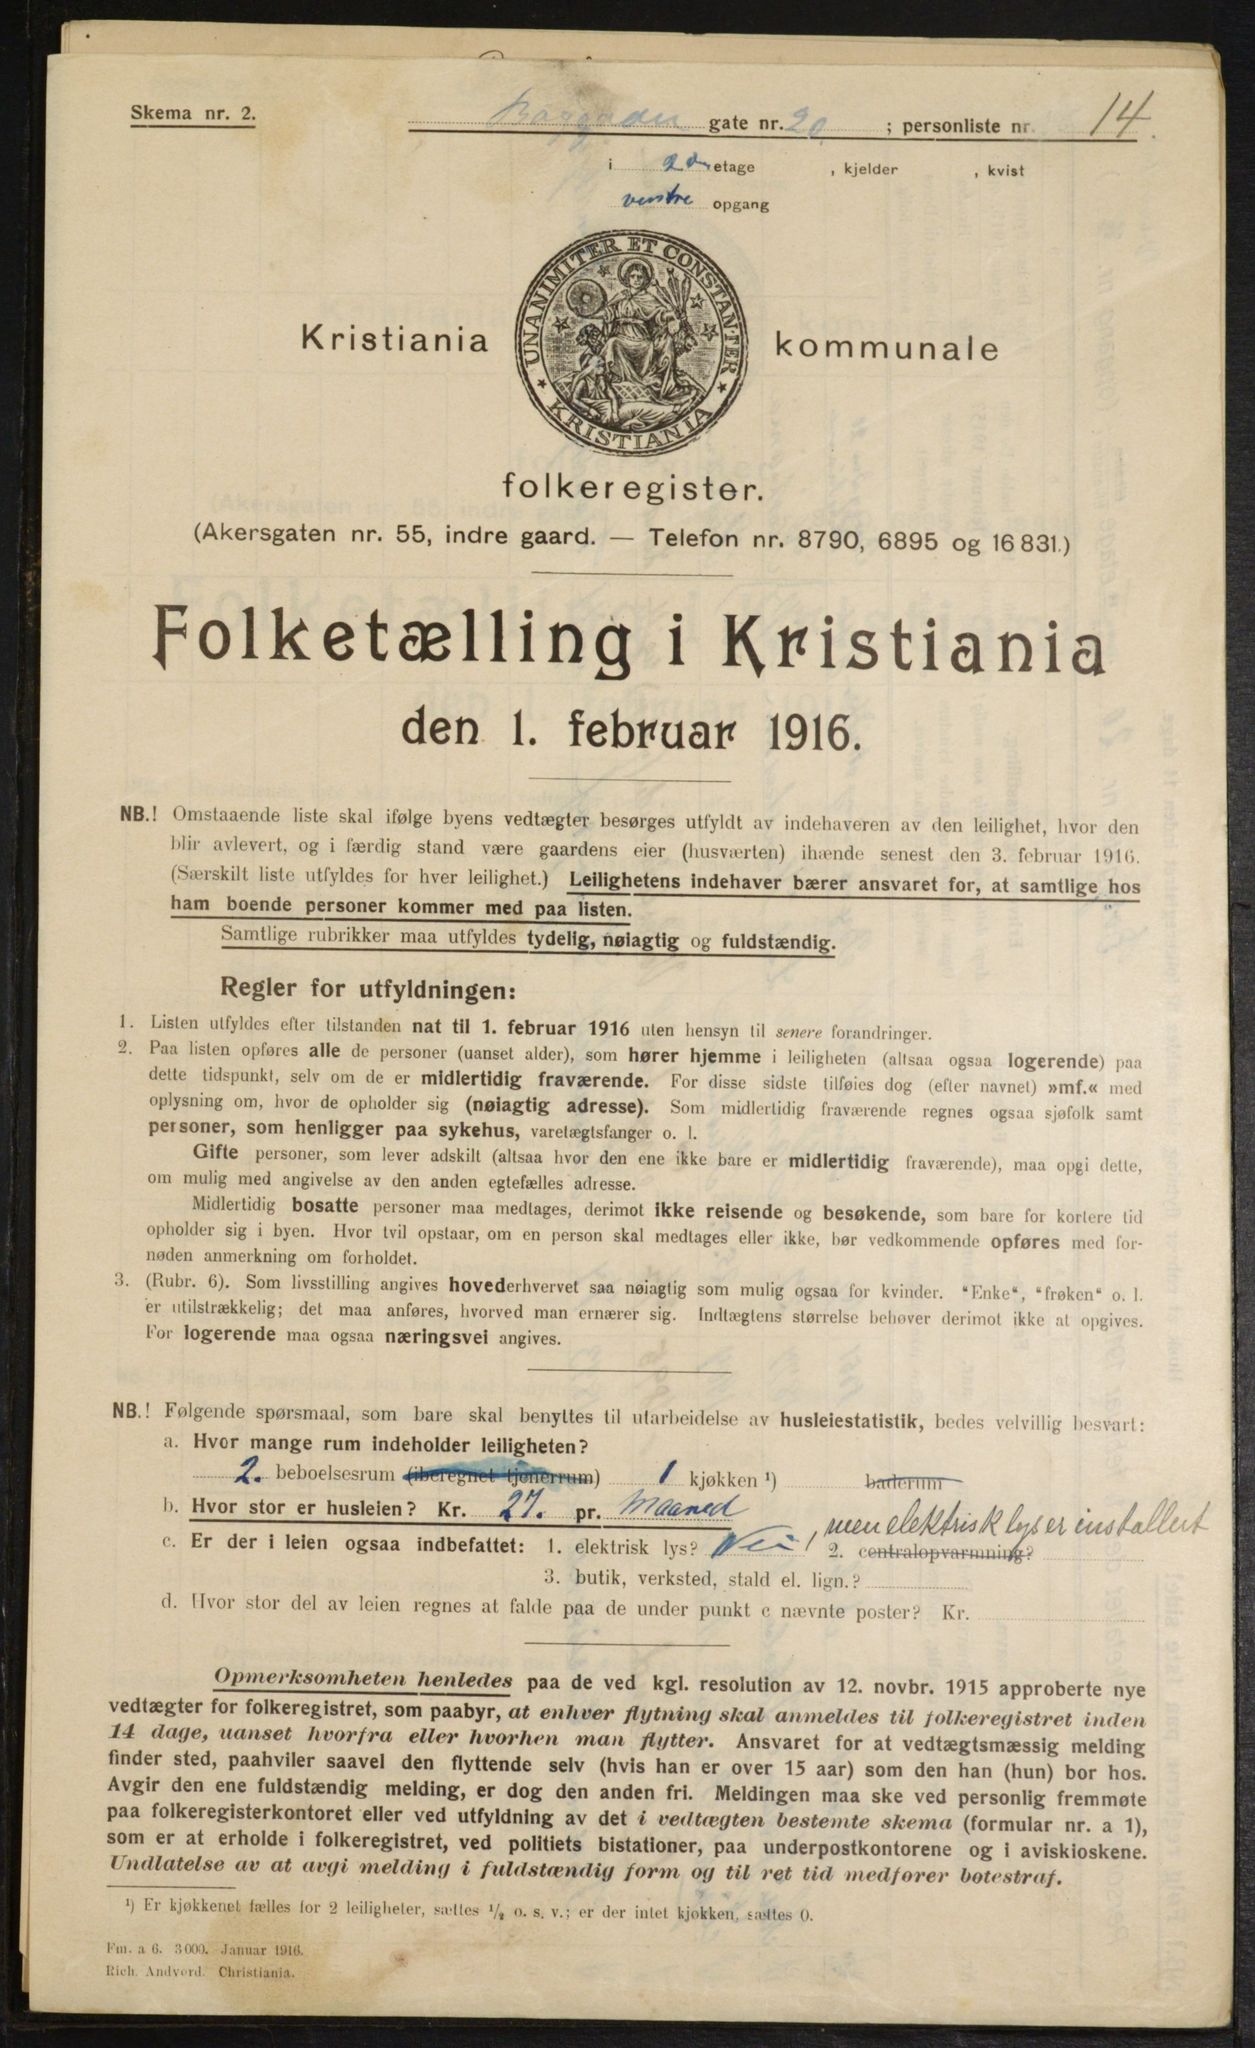 Skema nr. 2.
gate nr. 20 ; personliste nr. 14.
i 2den etage , kjelder , kvist
venstre opgang
UNANIMITER ET CONSTANTER
KRISTIANIA
Kristiania kommunale
folkeregister.
(Akersgaten nr. 55, indre gaard. — Telefon nr. 8790, 6895 og 16 831.)
Folketælling i Kristiania
den 1. februar 1916.
NB.! Omstaaende liste skal ifølge byens vedtægter besørges utfyldt av indehaveren av den leilighet, hvor den
blir avlevert, og i færdig stand være gaardens eier (husværten) ihænde senest den 3. februar 1916.
(Særskilt liste utfyldes for hver leilighet.) Leilighetens indehaver bærer ansvaret for, at samtlige hos
ham boende personer kommer med paa listen.
Samtlige rubrikker maa utfyldes tydelig, nøiagtig og fuldstændig.
Regler for utfyldningen:
1. Listen utfyldes efter tilstanden nat til 1. februar 1916 uten hensyn til senere forandringer.
2. Paa listen opføres alle de personer (uanset alder), som hører hjemme i leiligheten (altsaa ogsaa logerende) paa
dette tidspunkt, selv om de er midlertidig fraværende. For disse sidste tilføies dog (efter navnet) »mf.« med
oplysning om, hvor de opholder sig (nøiagtig adresse). Som midlertidig fraværende regnes ogsaa sjøfolk samt
personer, som henligger paa sykehus, varetægtsfanger o. l.
Gifte personer, som lever adskilt (altsaa hvor den ene ikke bare er midlertidig fraværende), maa opgi dette,
om mulig med angivelse av den anden egtefælles adresse.
Midlertidig bosatte personer maa medtages, derimot ikke reisende og besøkende, som bare for kortere tid
opholder sig i byen. Hvor tvil opstaar, om en person skal medtages eller ikke, bør vedkommende opføres med for-
nøden anmerkning om forholdet.
3. (Rubr. 6). Som livsstilling angives hovederhvervet saa nøiagtig som mulig ogsaa for kvinder. "Enke", "frøken" o. l.
er utilstrækkelig; det maa anføres, hvorved man ernærer sig. Indtægtens størrelse behøver derimot ikke at opgives.
For logerende maa ogsaa næringsvei angives.
NB.! Følgende spørsmaal, som bare skal benyttes til utarbeidelse av husleiestatistik, bedes velvillig besvart:
a. Hvor mange rum indeholder leiligheten?
2. beboelsesrum (iberegnet tjenerrum) 1 kjøkken ¹) baderum
b. Hvor stor er husleien? Kr. 27. pr. Maaned
c. Er der i leien ogsaa indbefattet: 1. elektrisk lys? Nei, men elektrisk lys er installert 2. centralopvarmning?
3. butik, verksted, stald el. lign.?
d. Hvor stor del av leien regnes at falde paa de under punkt c nævnte poster? Kr.
Opmerksomheten henledes paa de ved kgl. resolution av 12. novbr. 1915 approberte nye
vedtægter for folkeregistret, som paabyr, at enhver flytning skal anmeldes til folkeregistret inden
14 dage, uanset hvorfra eller hvorhen man flytter. Ansvaret for at vedtægtsmæssig melding
finder sted, paahviler saavel den flyttende selv (hvis han er over 15 aar) som den han (hun) bor hos.
Avgir den ene fuldstændig melding, er dog den anden fri. Meldingen maa ske ved personlig fremmøte
paa folkeregisterkontoret eller ved utfyldning av det i vedtægten bestemte skema (formular nr. a 1),
som er at erholde i folkeregistret, ved politiets bistationer, paa underpostkontorene og i aviskioskene.
Undlatelse av at avgi melding i fuldstændig form og til ret tid medfører botestraf.
¹) Er kjøkkenet fælles for 2 leiligheter, sættes ½ o. s. v.; er der intet kjøkken, sættes 0.
Fm. a 6. 3 000. Januar 1916.
Rich. Andvord. Christiania.